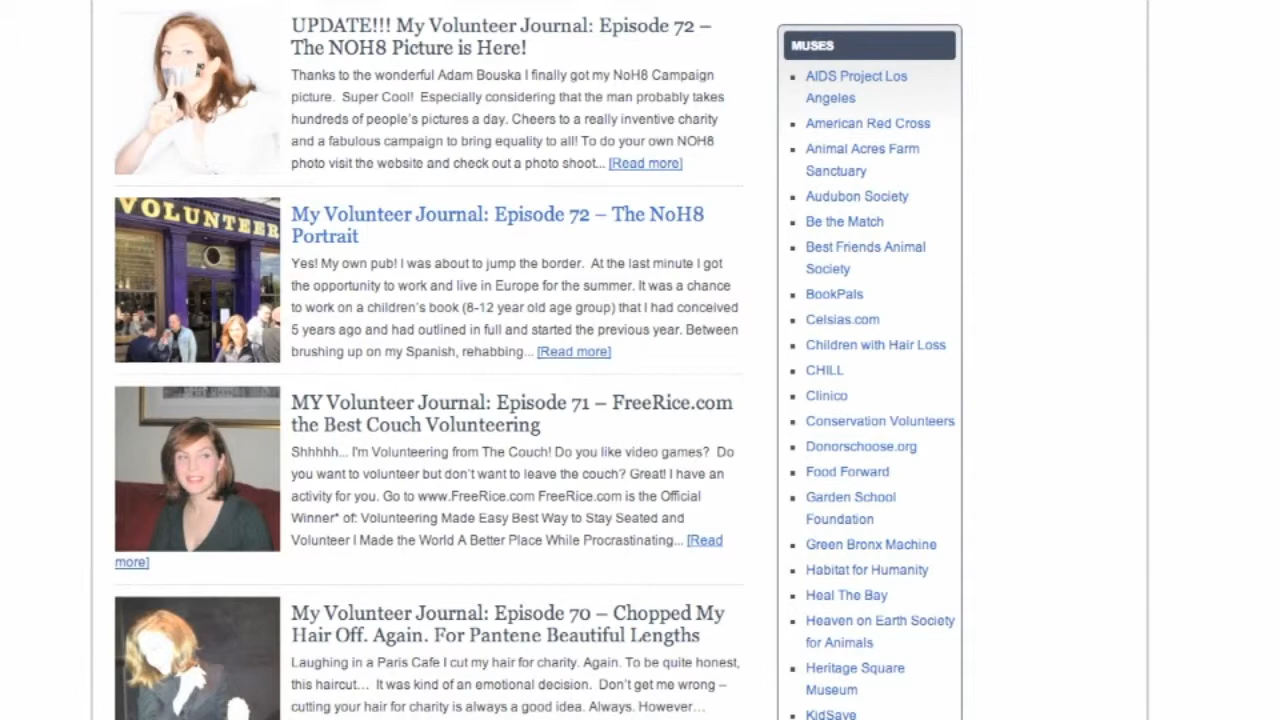 UPDATE!!! My Volunteer Journal: Episode 72 –
The NOH8 Picture is Here!
Thanks to the wonderful Adam Bouska I finally got my NoH8 Campaign
picture. Super Cool! Especially considering that the man probably takes
hundreds of people's pictures a day. Cheers to a really inventive charity
and a fabulous campaign to bring equality to all! To do your own NOH8
photo visit the website and check out a photo shoot... [Read more]
VOLUNTEER
My Volunteer Journal: Episode 72 – The NoH8
Portrait
Yes! My own pub! I was about to jump the border. At the last minute I got
the opportunity to work and live in Europe for the summer. It was a chance
to work on a children's book (8-12 year old age group) that I had conceived
5 years ago and had outlined in full and started the previous year. Between
brushing up on my Spanish, rehabbing... [Read more]
MY Volunteer Journal: Episode 71 – FreeRice.com
the Best Couch Volunteering
Shhhhh... I'm Volunteering from The Couch! Do you like video games? Do
you want to volunteer but don't want to leave the couch? Great! I have an
activity for you. Go to www.FreeRice.com FreeRice.com is the Official
Winner* of: Volunteering Made Easy Best Way to Stay Seated and
Volunteer I Made the World A Better Place While Procrastinating... [Read
more]
My Volunteer Journal: Episode 70 – Chopped My
Hair Off. Again. For Pantene Beautiful Lengths
Laughing in a Paris Cafe I cut my hair for charity. Again. To be quite honest,
this haircut... It was kind of an emotional decision. Don't get me wrong –
cutting your hair for charity is always a good idea. Always. However...
MUSES
AIDS Project Los
Angeles
American Red Cross
Animal Acres Farm
Sanctuary
Audubon Society
Be the Match
Best Friends Animal
Society
BookPals
Celsias.com
Children with Hair Loss
CHILL
Clinico
Conservation Volunteers
Donorschoose.org
Food Forward
Garden School
Foundation
Green Bronx Machine
Habitat for Humanity
Heal The Bay
Heaven on Earth Society
for Animals
Heritage Square
Museum
KidSave